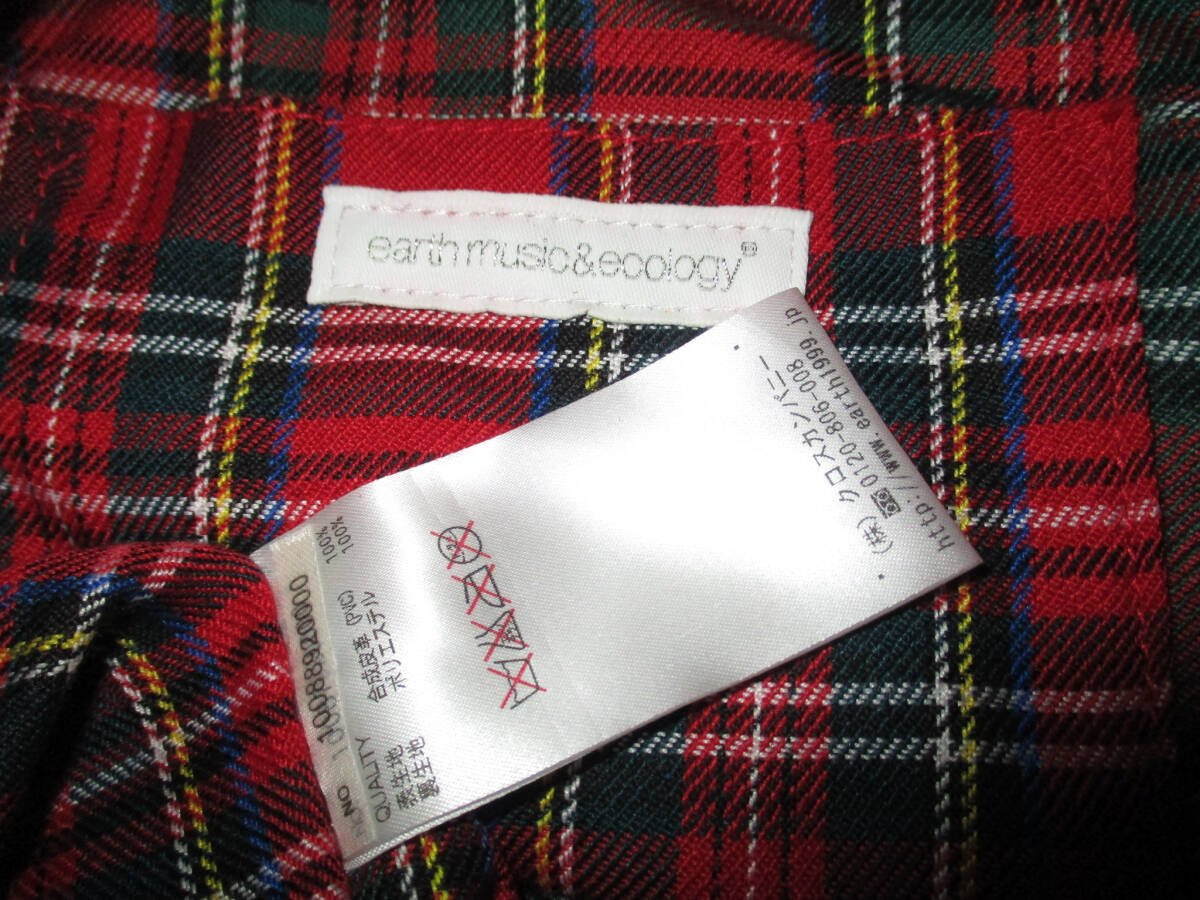 earth music&ecology®
QUALITY
表生地 合成皮革 (PVC) 100%
裏生地 ポリエステル 100%
(株) クロスカンパニー
0120-806-008
http://www.earth1999.jp